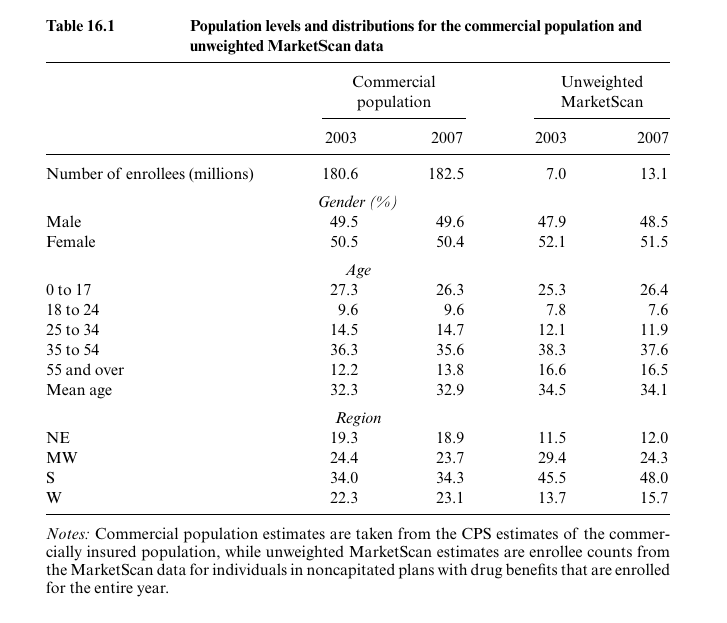 Table 16.1 Population levels and distributions for the commercial population and
unweighted MarketScan data
Commercial Unweighted
population MarketScan
2003 2007 2003 2007
Number of enrollees (millions) 180.6 182.5 7.0 13.1
Gender (%)
Male 49.5 49.6 47.9 48.5
Female 50.5 50.4 52.1 51.5
Age
0 to 17 27.3 26.3 25.3 26.4
18 to 24 9.6 9.6 7.8 7.6
25 to 34 14.5 14.7 12.1 11.9
35 to 54 36.3 35.6 38.3 37.6
55 and over 12.2 13.8 16.6 16.5
Mean age 32.3 32.9 34.5 34.1
Region
NE 19.3 18.9 11.5 12.0
MW 24.4 23.7 29.4 24.3
S 34.0 34.3 45.5 48.0
W 22.3 23.1 13.7 15.7
Notes: Commercial population estimates are taken from the CPS estimates of the commer-
cially insured population, while unweighted MarketScan estimates are enrollee counts from
the MarketScan data for individuals in noncapitated plans with drug benefits that are enrolled
for the entire year.